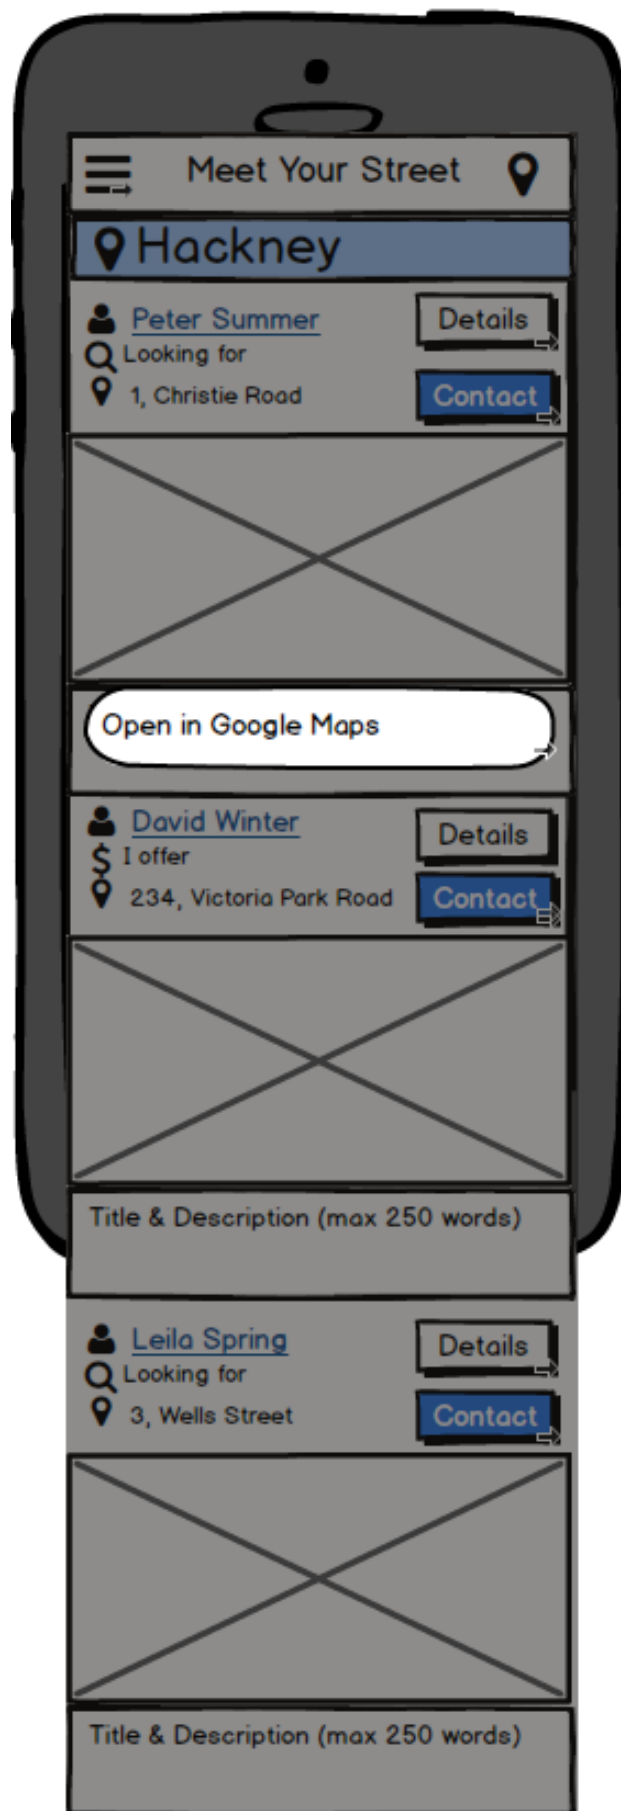 Meet Your Street
Hackney
Peter Summer
Details
Looking for
1, Christie Road
Contact
Open in Google Maps
David Winter
Details
$ I offer
234, Victoria Park Road
Contact
Title & Description (max 250 words)
Leila Spring
Details
Looking for
3, Wells Street
Contact
Title & Description (max 250 words)